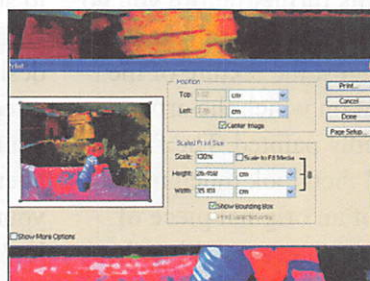 Print
Position
Top: cm
Left: cm
Center Image
Print...
Cancel
Done
Page Setup...
Scaled Print Size
Scale: Scale to Fit Media
Height: cm
Width: cm
Show Bounding Box
Show More Options